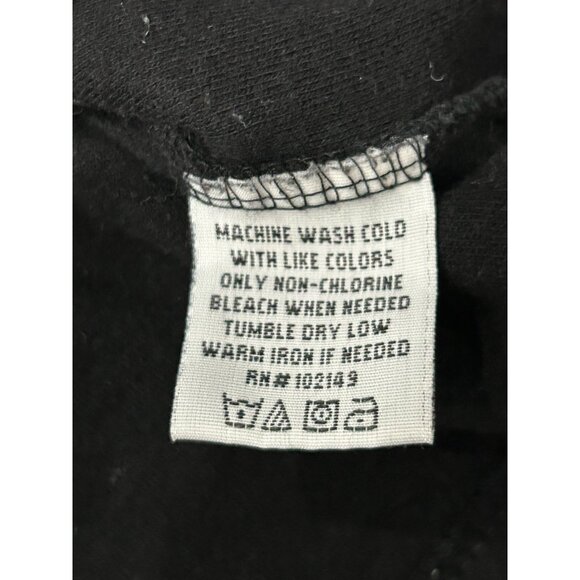 MACHINE WASH COLD
WITH LIKE COLORS
ONLY NON-CHLORINE
BLEACH WHEN NEEDED
TUMBLE DRY LOW
WARM IRON IF NEEDED
RN# 102149